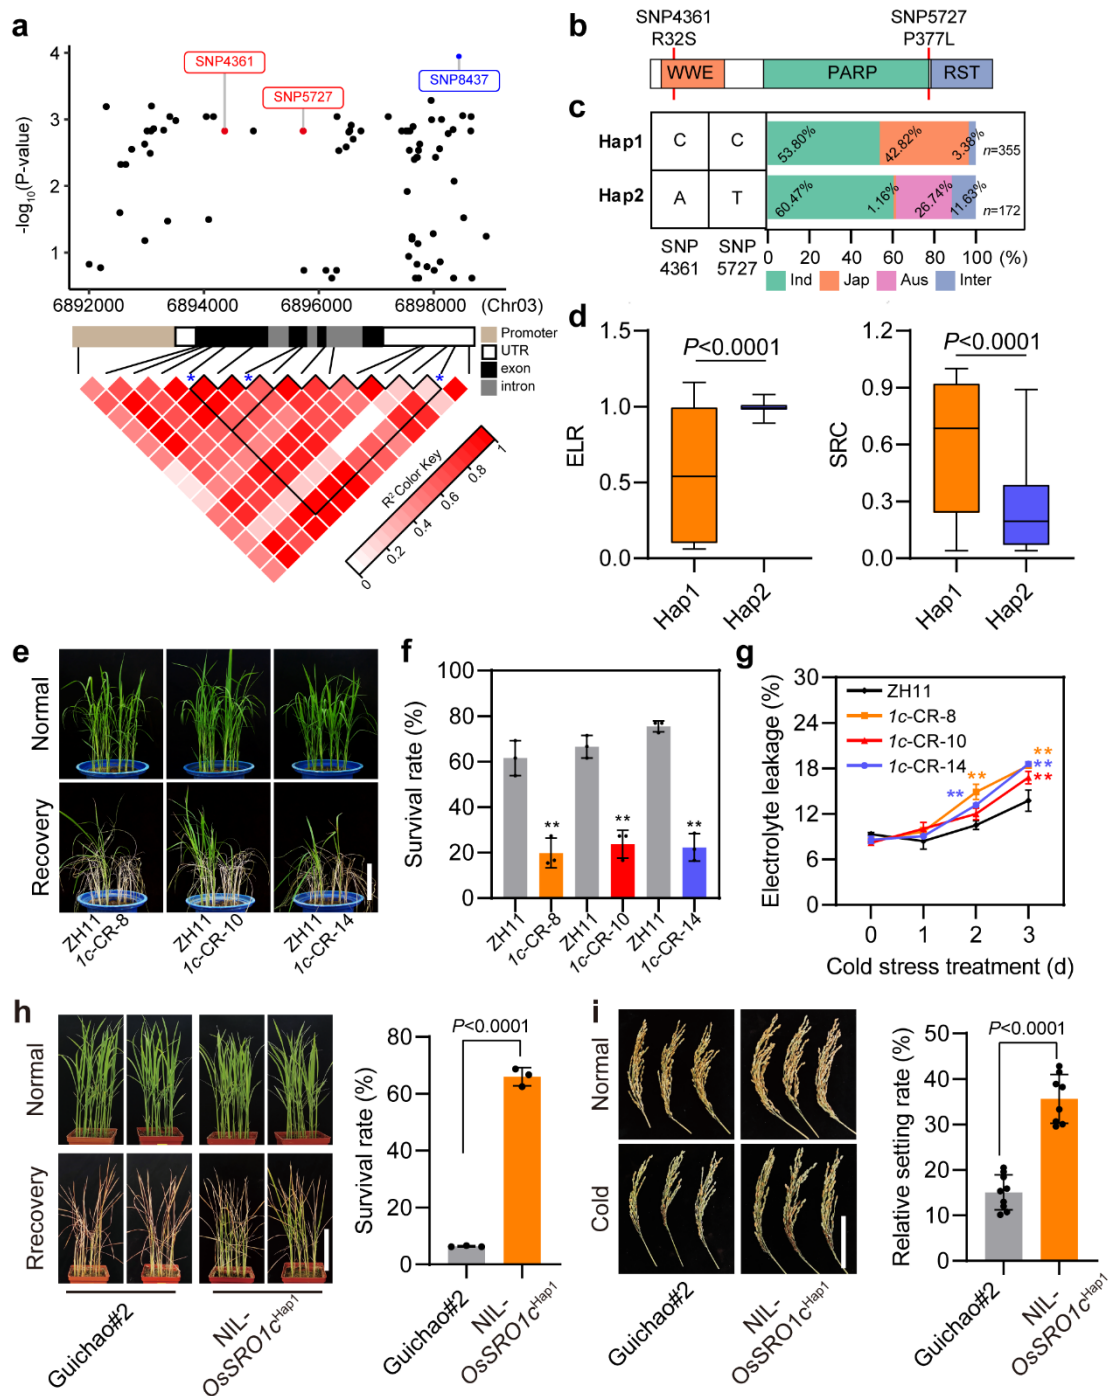 a
-log10(P-value)
4
3
2
1
SNP4361
SNP5727
SNP8437
6892000 6894000 6896000 6898000 (Chr03)
Promoter
UTR
exon
intron
* * *
R2 Color Key
0 0.2 0.4 0.6 0.8 1
b
SNP4361 SNP5727
R32S P377L
WWE PARP RST
c
Hap1 C C 53.80% 42.82% 3.38% n=355
Hap2 A T 60.47% 1.16% 26.74% 11.63% n=172
SNP 4361
SNP 5727
0 20 40 60 80 100 (%)
Ind Jap Aus Inter
d
ELR
1.5
1.0
0.5
0.0
P<0.0001
Hap1 Hap2
SRC
1.2
0.9
0.6
0.3
0.0
P<0.0001
Hap1 Hap2
e
Normal
Recovery
ZH11 1c-CR-8
ZH11 1c-CR-10
ZH11 1c-CR-14
f
Survival rate (%)
100
80
60
40
20
0
** ** **
ZH1 1c-CR-8 ZH11 1c-CR-10 ZH11 1c-CR-14
g
Electrolyte leakage (%)
30
24
18
12
6
0
ZH11
1c-CR-8
1c-CR-10
1c-CR-14
** **
**
**
**
0 1 2 3
Cold stress treatment (d)
h
Normal
Rrecovery
Guichao#2
NIL-
OsSRO1cHap1
Survival rate (%)
80
60
40
20
0
P<0.0001
Guichao#2
NIL-
OsSRO1cHap1
i
Normal
Cold
Guichao#2
NIL-
OsSRO1cHap1
Relative setting rate (%)
50
40
30
20
10
0
P<0.0001
Guichao#2
NIL-
OsSRO1cHap1